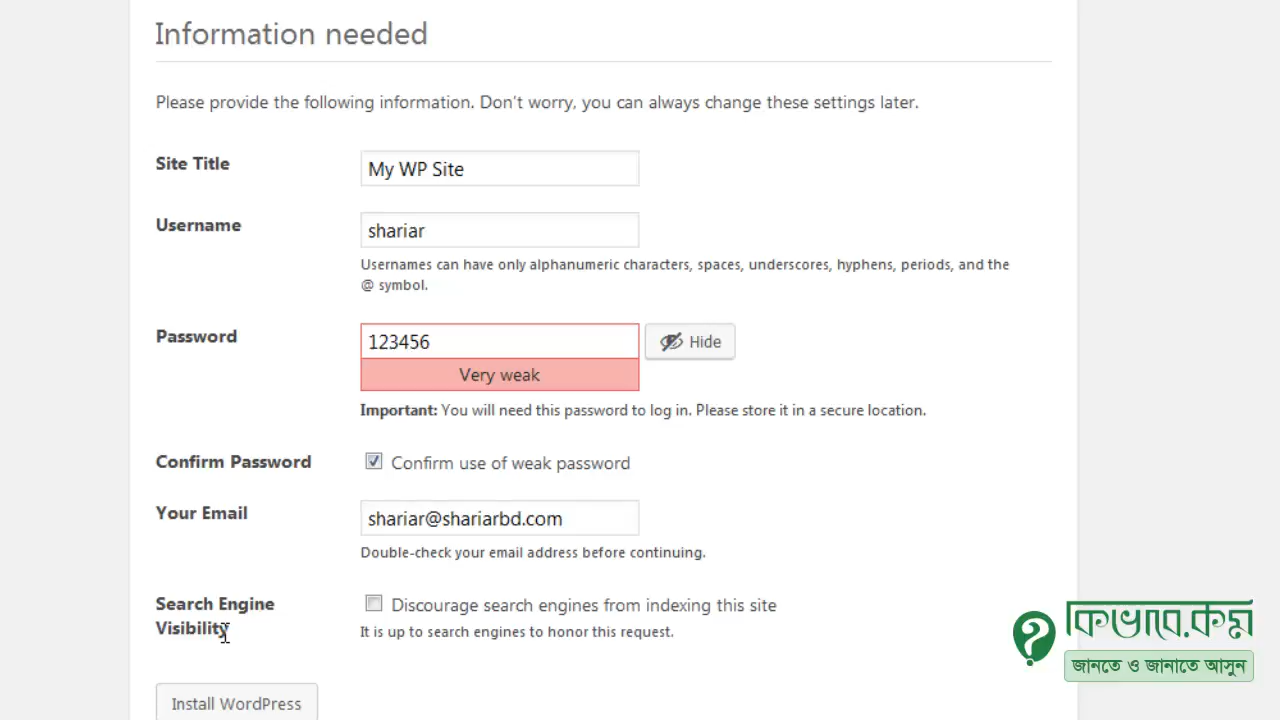 Information needed
Please provide the following information. Don't worry, you can always change these settings later.
Site Title
My WP Site
Username
shariar
Usernames can have only alphanumeric characters, spaces, underscores, hyphens, periods, and the
@ symbol.
Password
123456
Hide
Very weak
Important: You will need this password to log in. Please store it in a secure location.
Confirm Password
Confirm use of weak password
Your Email
shariar@shariarbd.com
Double-check your email address before continuing.
Search Engine
Visibility
Discourage search engines from indexing this site
It is up to search engines to honor this request.
Install WordPress
কিভাবে.কম
জানতে ও জানাতে আসুন